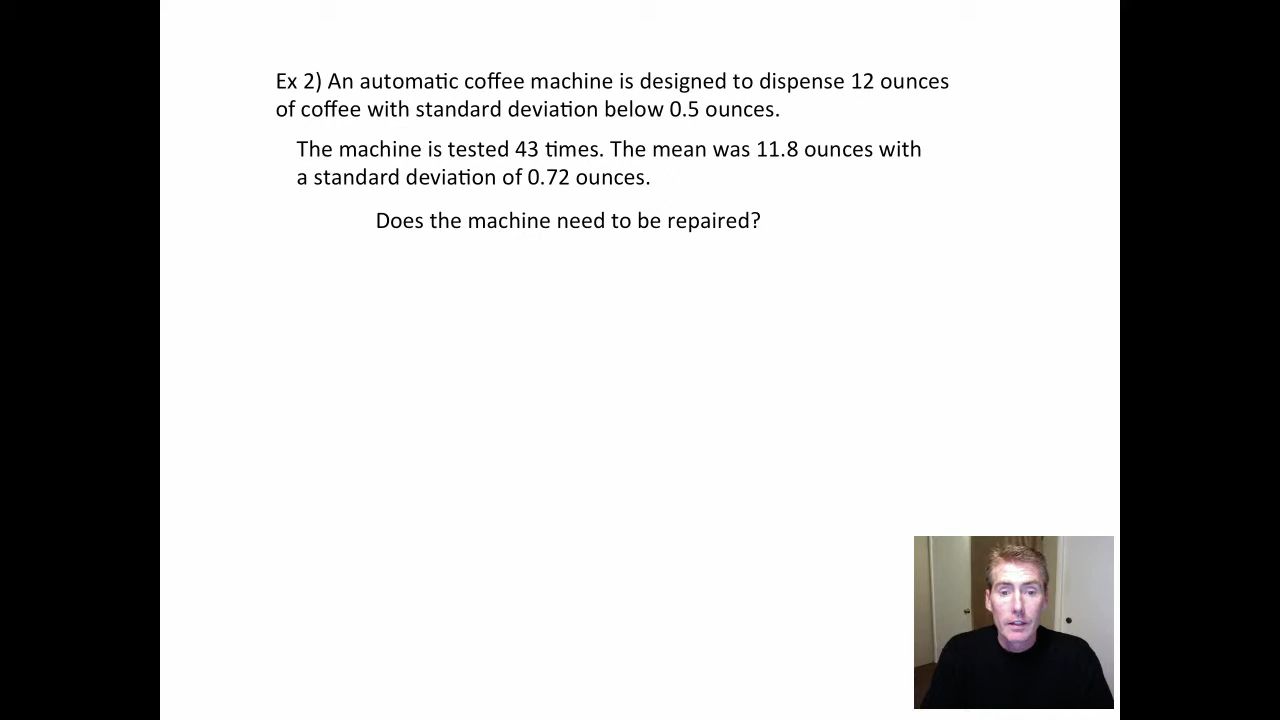 Ex 2) An automatic coffee machine is designed to dispense 12 ounces
of coffee with standard deviation below 0.5 ounces.
The machine is tested 43 times. The mean was 11.8 ounces with
a standard deviation of 0.72 ounces.
Does the machine need to be repaired?